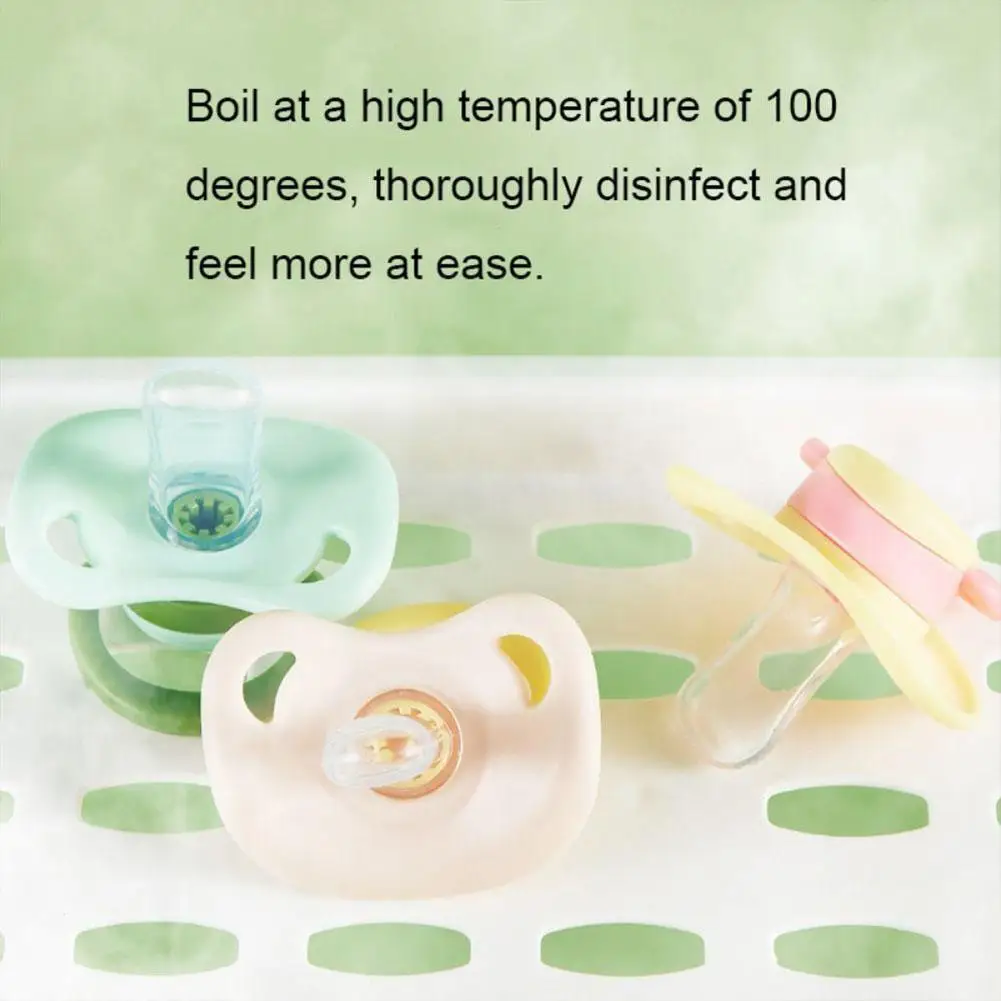 Boil at a high temperature of 100
degrees, thoroughly disinfect and
feel more at ease.